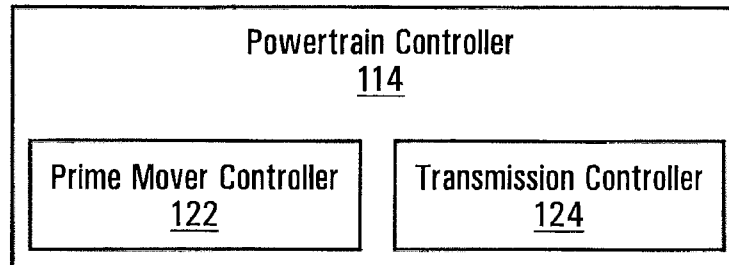 Powertrain Controller
114
Prime Mover Controller
122
Transmission Controller
124